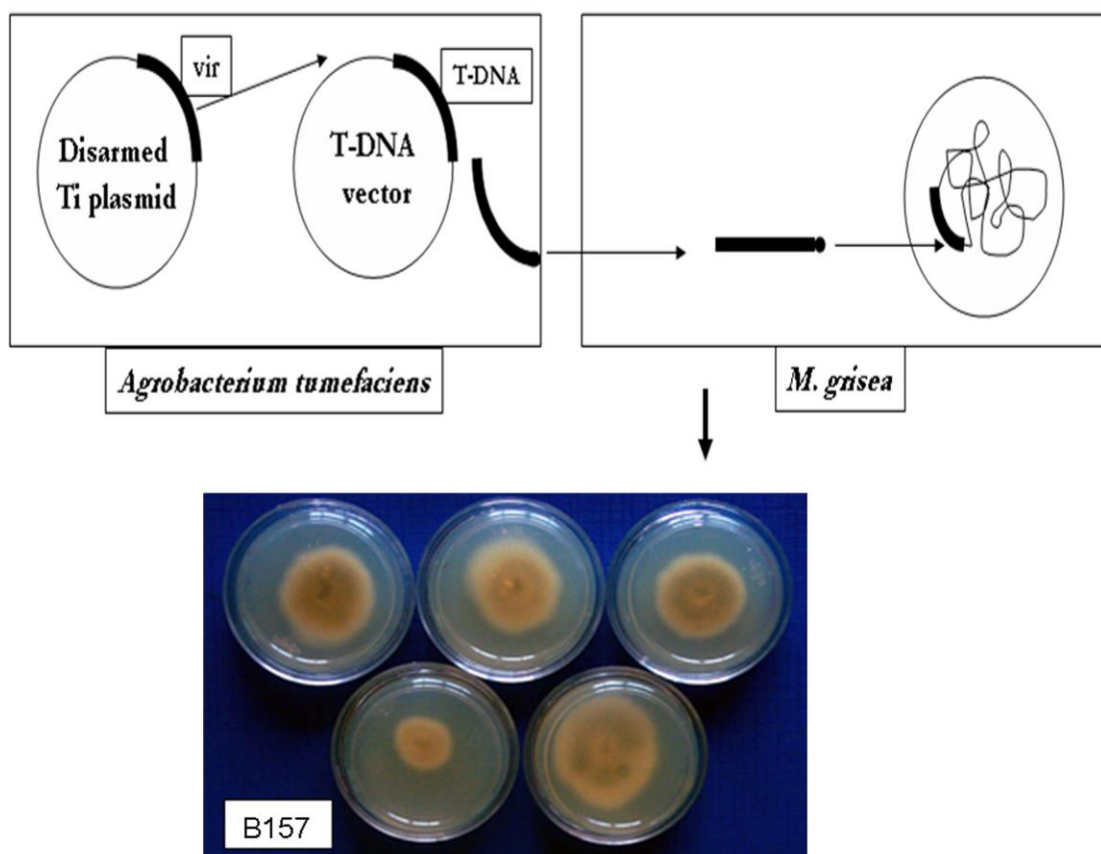 vir
T-DNA
Disarmed
Ti plasmid
T-DNA
vector
Agrobacterium tumefaciens
M. grisea
B157